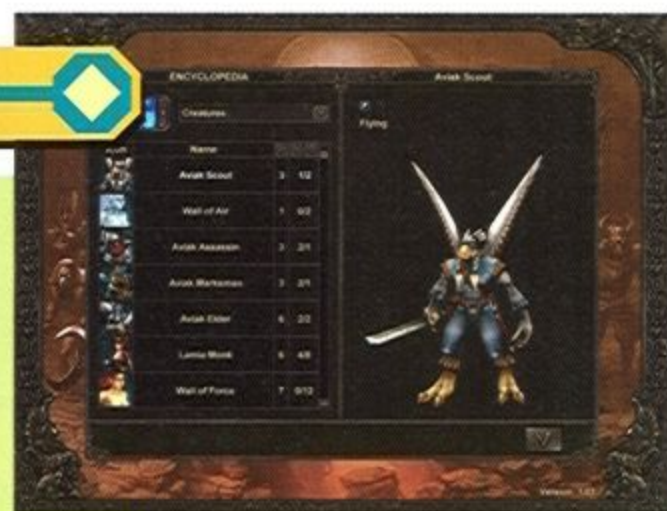 ENCYCLOPEDIA
Aviak Scout
Creatures
Flying
Name
Aviak Scout 3 1/2
Wall of Air 1 0/2
Aviak Assassin 3 2/1
Aviak Marksman 3 2/1
Aviak Elder 6 2/2
Lamia Monk 6
Wall of Force 7 0/12
Version